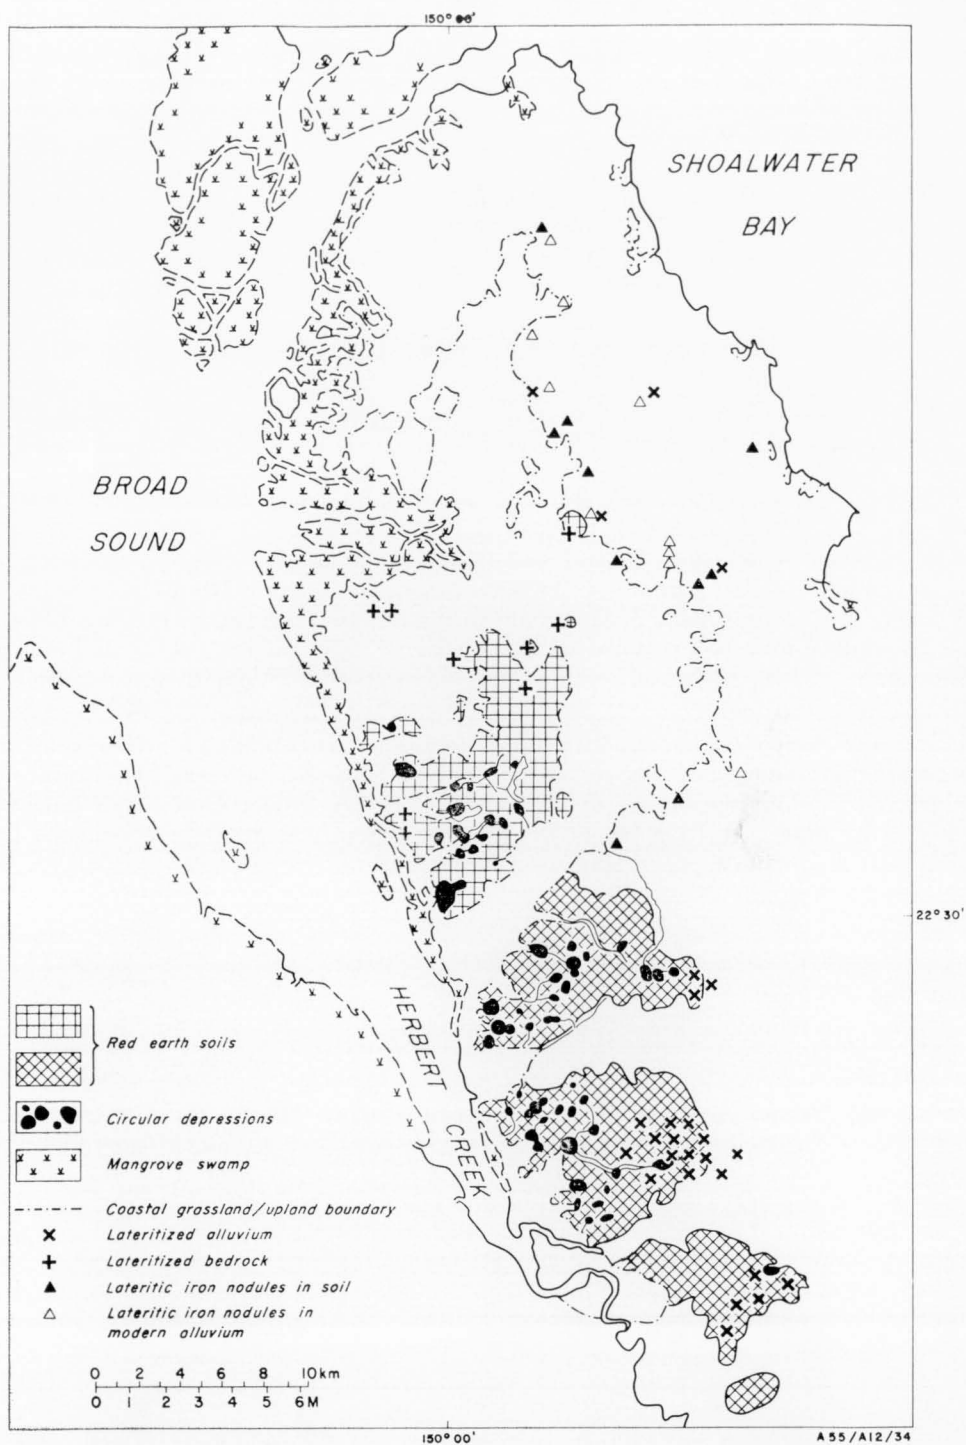 150° 00'
SHOALWATER
BAY
BROAD
SOUND
22° 30'
HERBERT
CREEK
Red earth soils
Circular depressions
Mangrove swamp
Coastal grassland/upland boundary
Lateritized alluvium
Lateritized bedrock
Lateritic iron nodules in soil
Lateritic iron nodules in
modern alluvium
0 2 4 6 8 10 km
0 1 2 3 4 5 6 M
150° 00'
A 55/A12/34